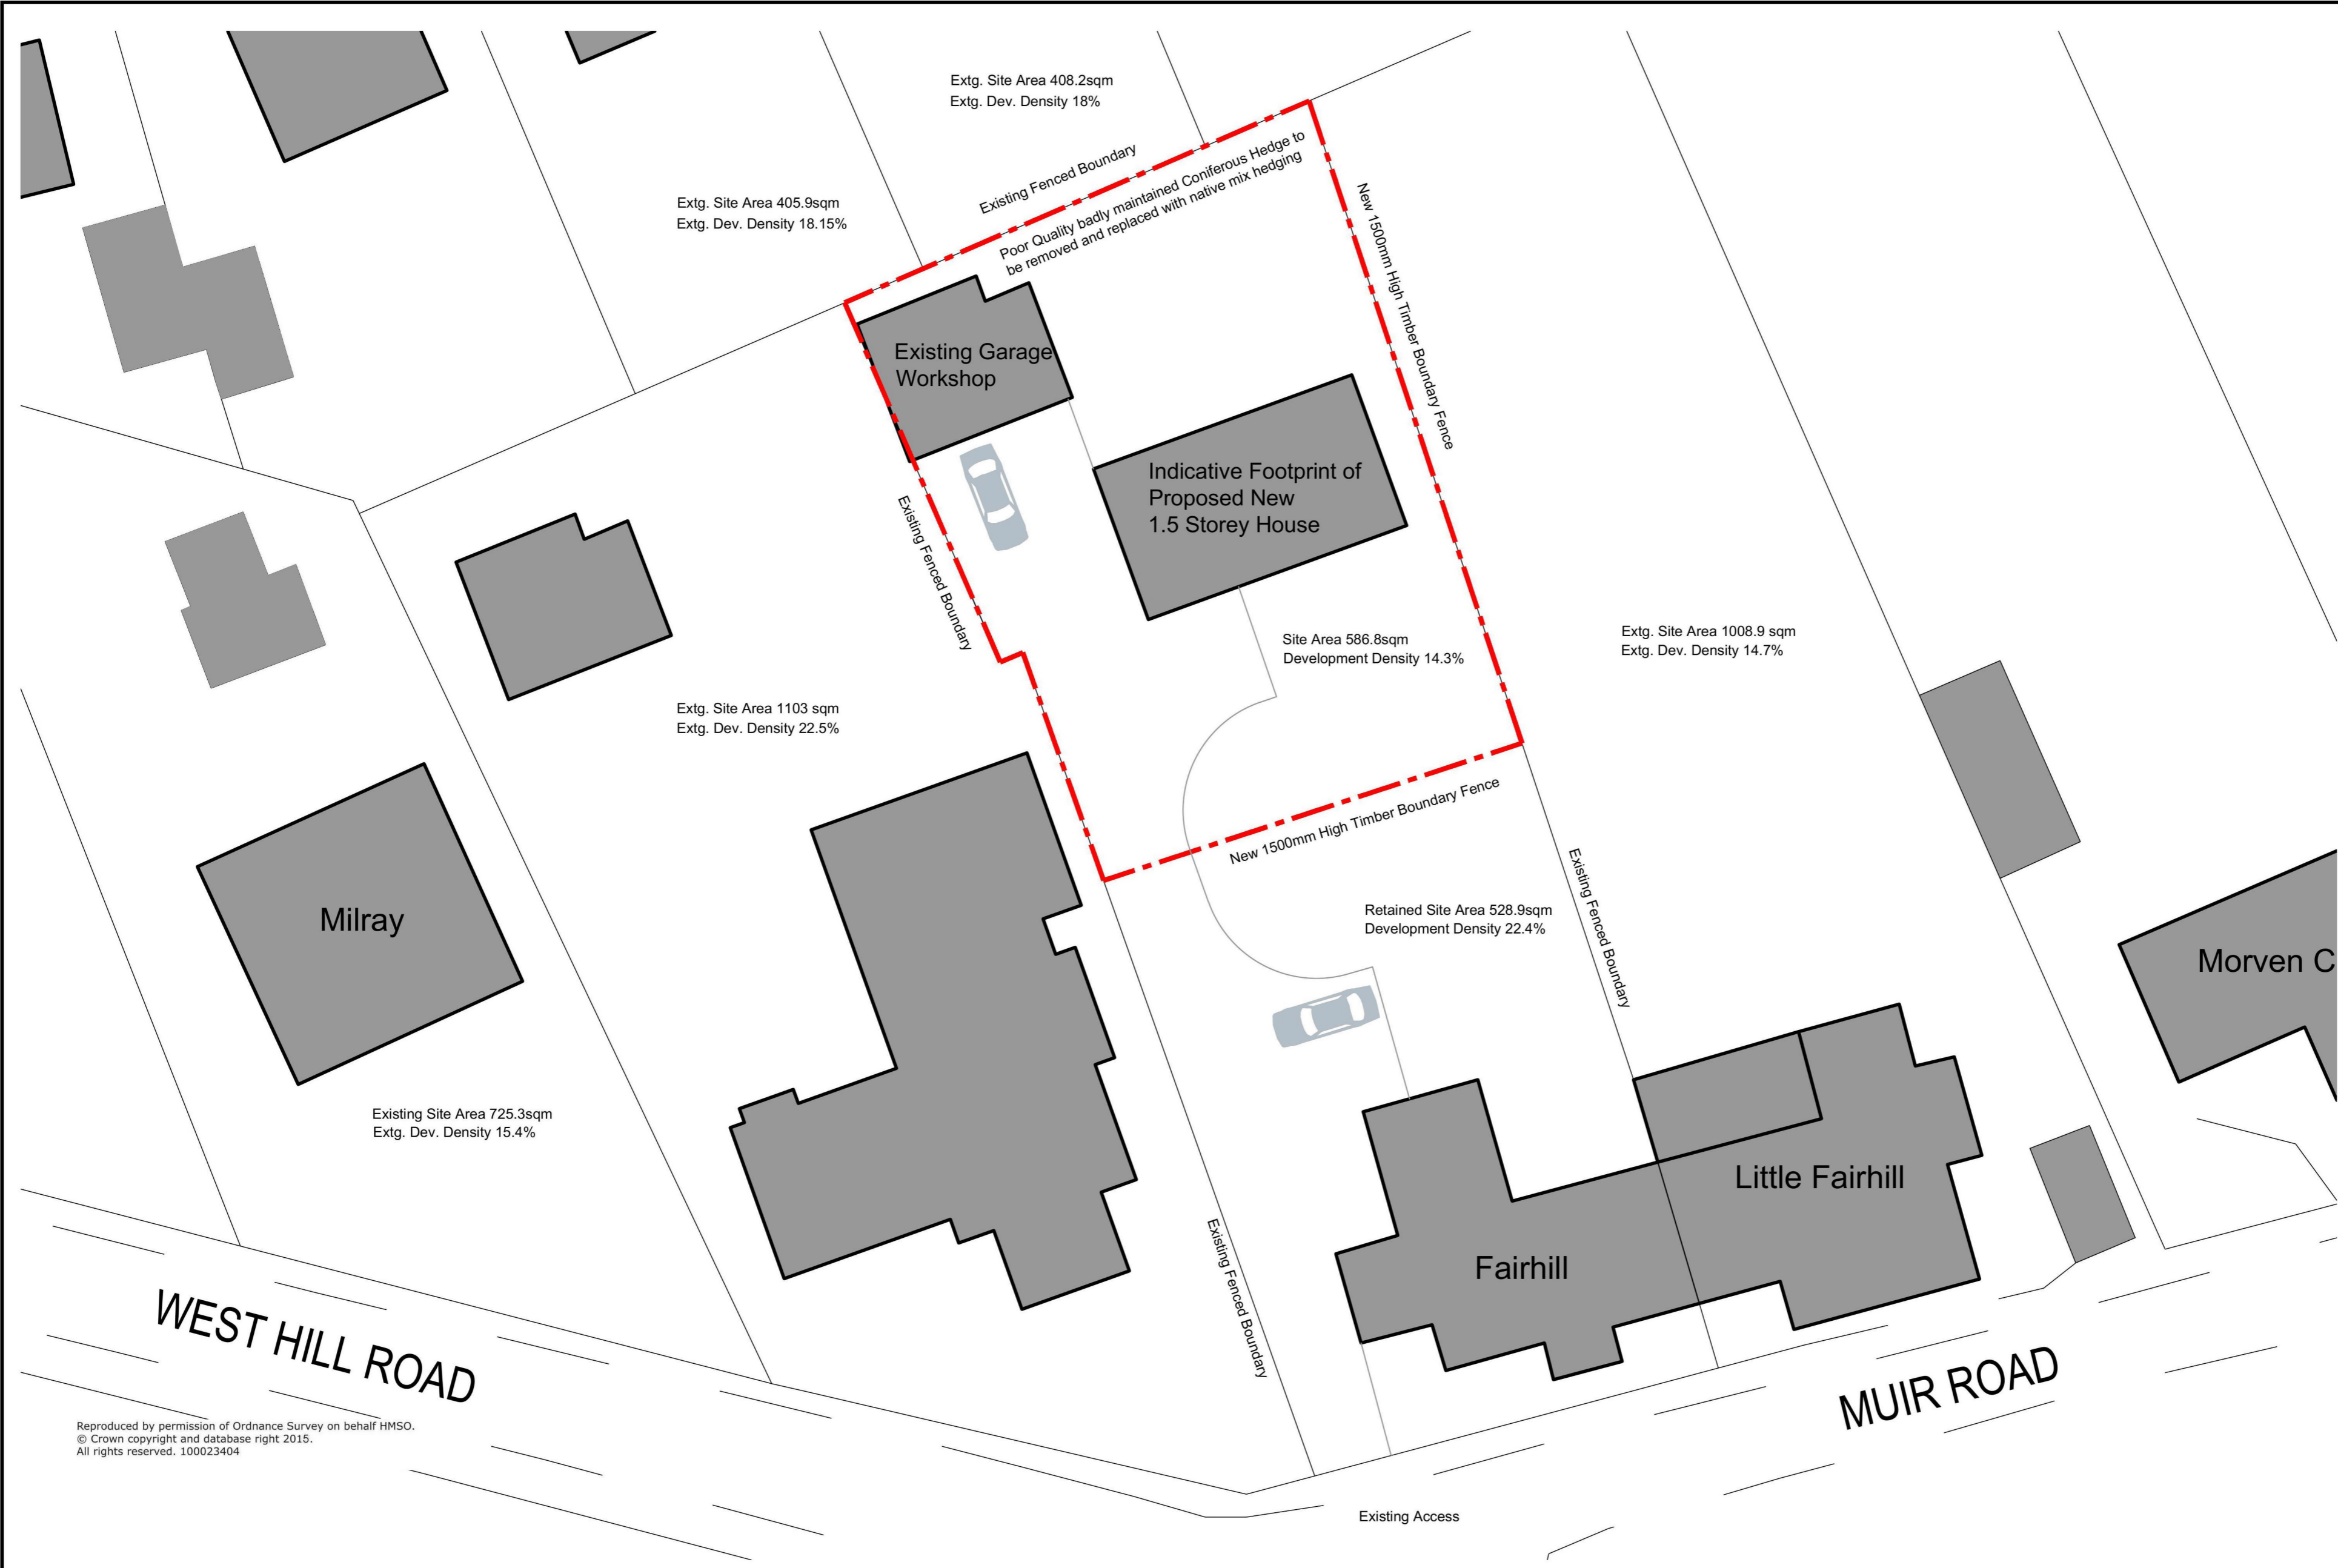 Extg. Site Area 408.2sqm
Extg. Dev. Density 18%
Existing Fenced Boundary
Poor Quality badly maintained Coniferous Hedge to
be removed and replaced with native mix hedging
Extg. Site Area 405.9sqm
Extg. Dev. Density 18.15%
New 1500mm High Timber Boundary Fence
Existing Garage
Workshop
Indicative Footprint of
Proposed New
1.5 Storey House
Existing Fenced Boundary
Site Area 586.8sqm
Development Density 14.3%
Extg. Site Area 1008.9 sqm
Extg. Dev. Density 14.7%
Extg. Site Area 1103 sqm
Extg. Dev. Density 22.5%
New 1500mm High Timber Boundary Fence
Milray
Retained Site Area 528.9sqm
Development Density 22.4%
Existing Fenced Boundary
Morven C
Existing Site Area 725.3sqm
Extg. Dev. Density 15.4%
Little Fairhill
Fairhill
Existing Fenced Boundary
WEST HILL ROAD
MUIR ROAD
Reproduced by permission of Ordnance Survey on behalf HMSO.
© Crown copyright and database right 2015.
All rights reserved. 100023404
Existing Access